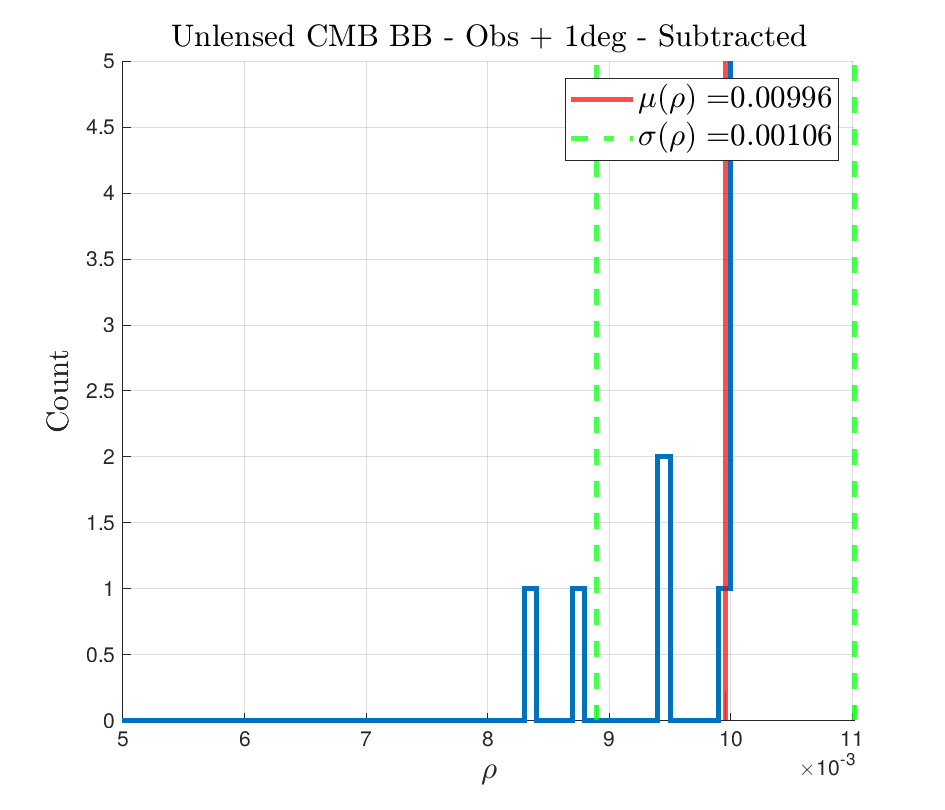 Unlensed CMB BB - Obs + 1deg - Subtracted
μ(ρ) =0.00996
σ(ρ) =0.00106
5
4.5
4
3.5
3
2.5
2
1.5
1
0.5
0
Count
5 6 7 8 9 10 11
×10⁻³
ρ